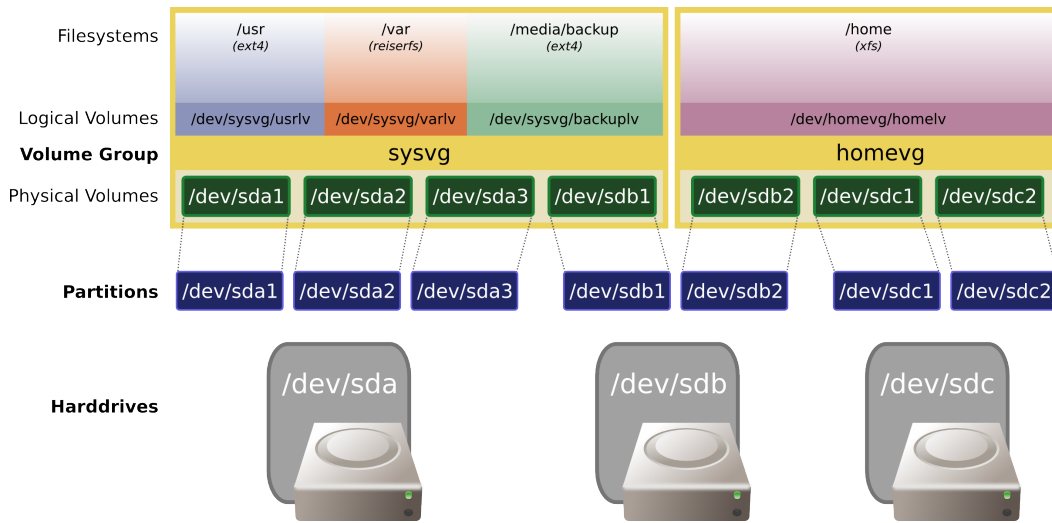 Filesystems
/usr
(ext4)
/var
(reiserfs)
/media/backup
(ext4)
/home
(xfs)
Logical Volumes
/dev/sysvg/usrlv
/dev/sysvg/varlv
/dev/sysvg/backuplv
/dev/homevg/homelv
Volume Group
sysvg
homevg
Physical Volumes
/dev/sda1
/dev/sda2
/dev/sda3
/dev/sdb1
/dev/sdb2
/dev/sdc1
/dev/sdc2
Partitions
/dev/sda1
/dev/sda2
/dev/sda3
/dev/sdb1
/dev/sdb2
/dev/sdc1
/dev/sdc2
Harddrives
/dev/sda
/dev/sdb
/dev/sdc